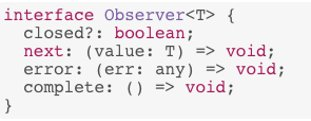 interface Observer<T> {
  closed?: boolean;
  next: (value: T) => void;
  error: (err: any) => void;
  complete: () => void;
}